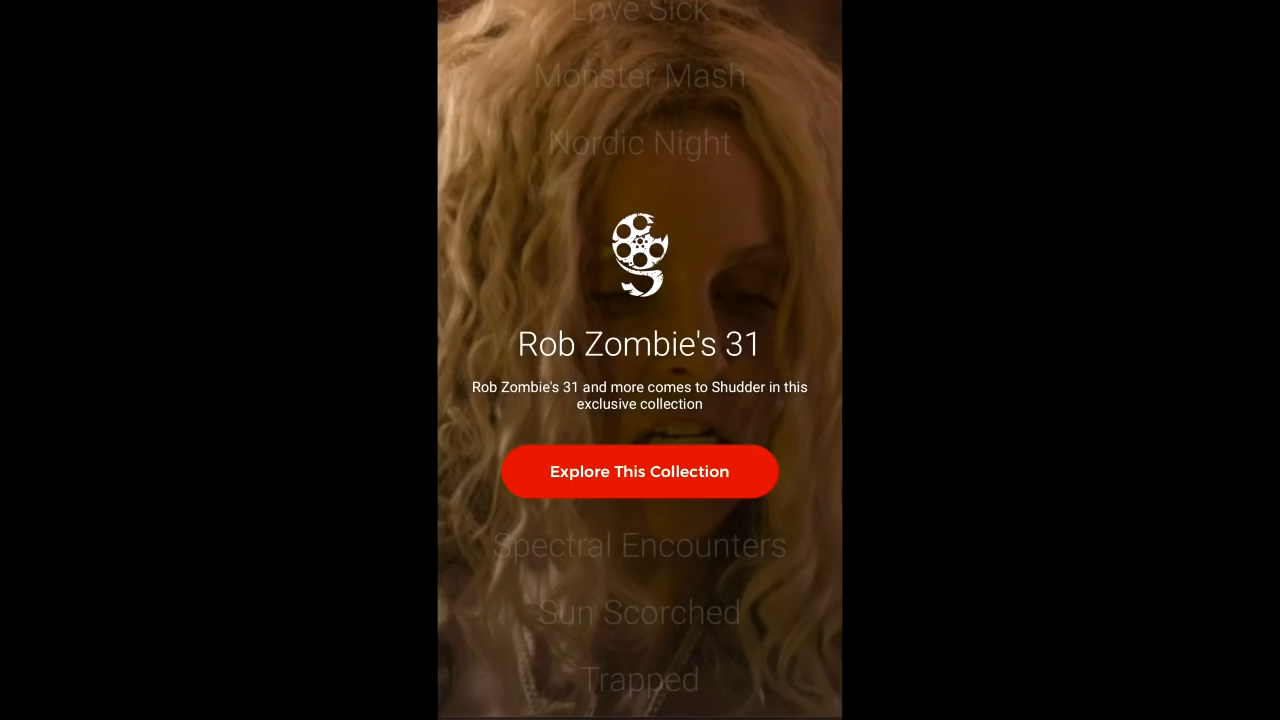 Love Sick
Monster Mash
Nordic Night
Rob Zombie's 31
Rob Zombie's 31 and more comes to Shudder in this
exclusive collection
Explore This Collection
Spectral Encounters
Sun Scorched
Trapped